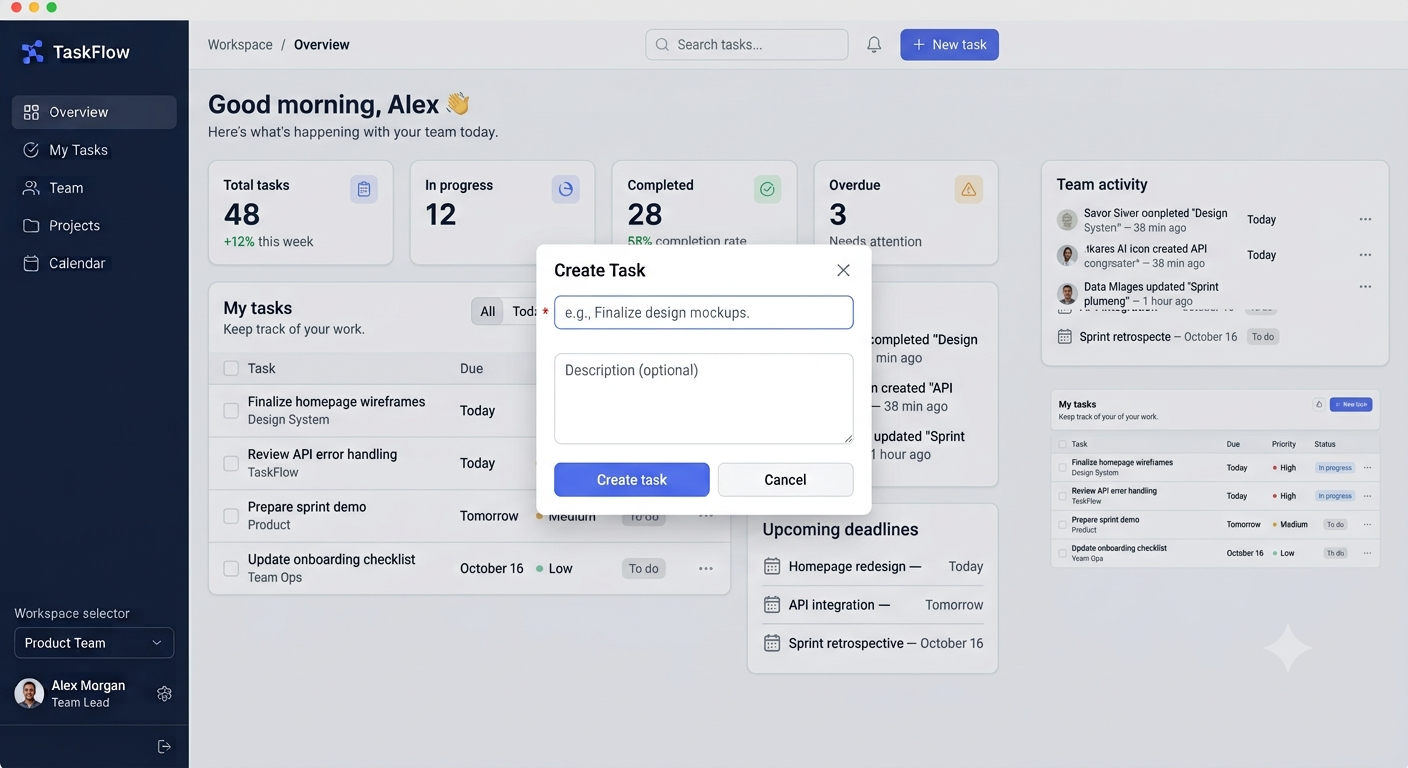 TaskFlow
Overview
My Tasks
Team
Projects
Calendar
Workspace selector
Product Team
Alex Morgan
Team Lead
Workspace / Overview
Search tasks...
+ New task
Good morning, Alex 👋
Here's what's happening with your team today.
Total tasks
48
+12% this week
In progress
12
Completed
28
58% completion rate
Overdue
3
Needs attention
My tasks
Keep track of your work.
All
Task Due
Finalize homepage wireframes
Design System
Today
Review API error handling
TaskFlow
Today
Prepare sprint demo
Product
Tomorrow Medium To do
Update onboarding checklist
Team Ops
October 16 Low To do
Create Task
* e.g., Finalize design mockups.
Description (optional)
Create task
Cancel
completed "Design
min ago
created "API
— 38 min ago
updated "Sprint
1 hour ago
Upcoming deadlines
Homepage redesign — Today
API integration — Tomorrow
Sprint retrospective — October 16
Team activity
Savor Siver "Design
— 38 min ago
Today
AI icon created API
— 38 min ago
Today
Data Mlages updated "Sprint
plumeng" — 1 hour ago
Sprint retrospecte — October 16 To do
My tasks
Keep track of your of your work.
+ New task
Task Due Priority Status
Finalize homepage wireframes
Design System
Today High In progress
Review API error handling
TaskFlow
Today High In progress
Prepare sprint demo
Product
Tomorrow Medium To do
Dpdate onboarding checklist
Yeam Opa
Low